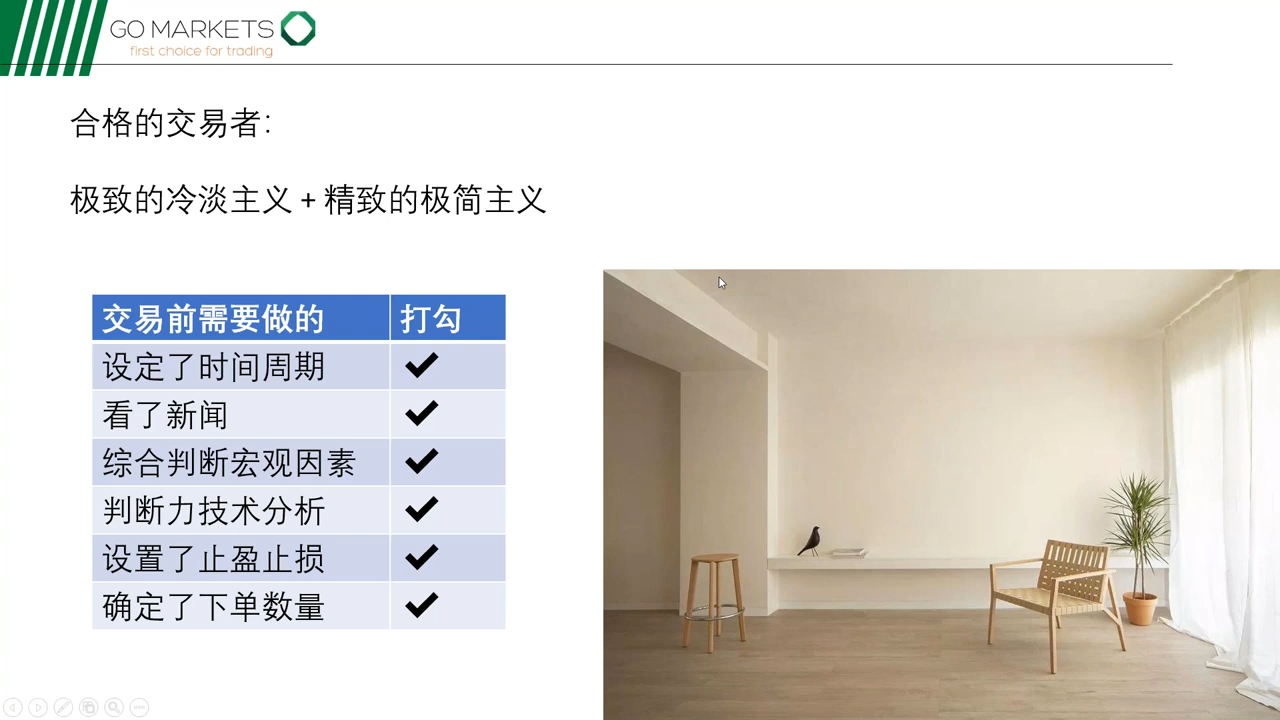 GO MARKETS
first choice for trading
合格的交易者：
极致的冷淡主义 + 精致的极简主义
交易前需要做的 打勾
设定了时间周期 ✔
看了新闻 ✔
综合判断宏观因素 ✔
判断力技术分析 ✔
设置了止盈止损 ✔
确定了下单数量 ✔